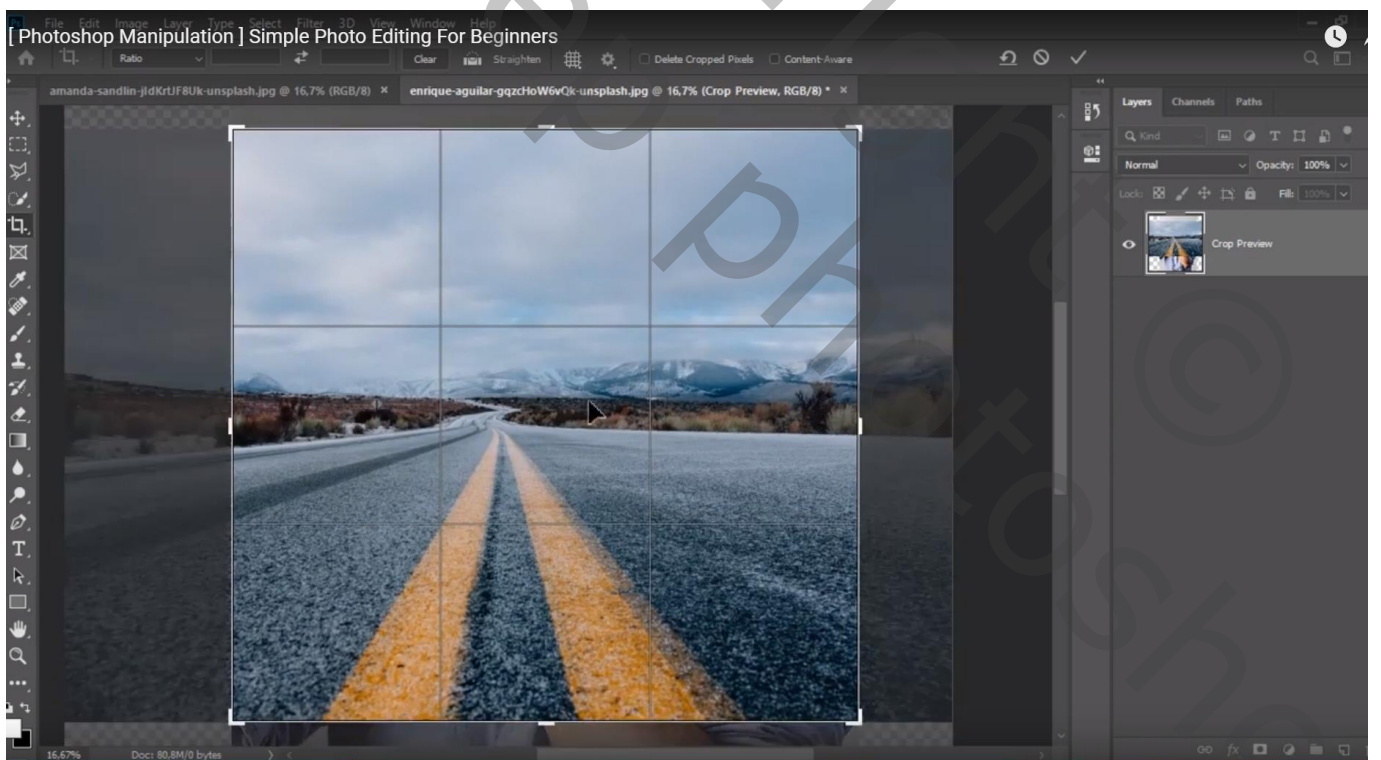 File Edit Image Layer Type Select Filter 3D View Window Help
[ Photoshop Manipulation ] Simple Photo Editing For Beginners
Ratio Clear Straighten Delete Cropped Pixels Content-Aware
amanda-sandlin-jldKrtJF8Uk-unsplash.jpg @ 16,7% (RGB/8) × enrique-aguilar-gqzcHoW6vQk-unsplash.jpg @ 16,7% (Crop Preview, RGB/8) * ×
Layers Channels Paths
Kind
Normal Opacity: 100%
Lock: Fill: 100%
Crop Preview
16,67% Doc: 80,8M/0 bytes